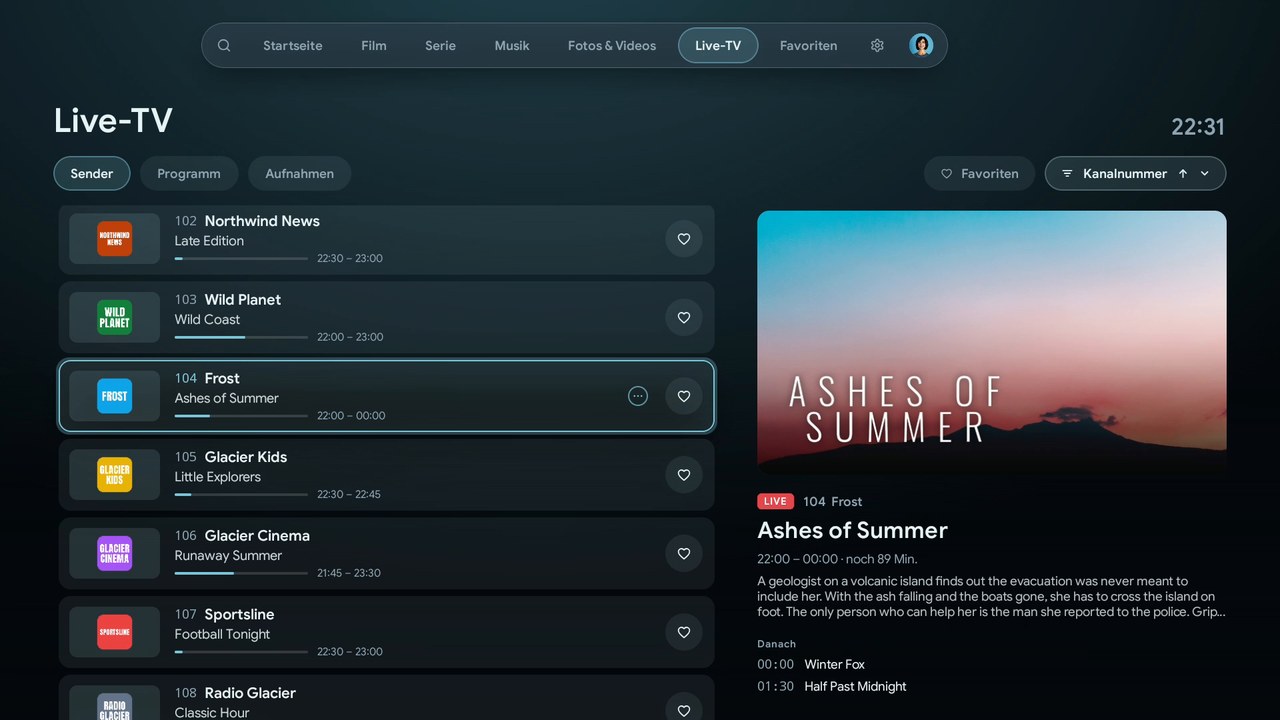 Startseite
Film
Serie
Musik
Fotos & Videos
Live-TV
Favoriten
Live-TV
22:31
Sender
Programm
Aufnahmen
Favoriten
Kanalnummer
NORTHWIND
NEWS
102 Northwind News
Late Edition
22:30 – 23:00
WILD
PLANET
103 Wild Planet
Wild Coast
22:00 – 23:00
FROST
104 Frost
Ashes of Summer
22:00 – 00:00
GLACIER
KIDS
105 Glacier Kids
Little Explorers
22:30 – 22:45
GLACIER
CINEMA
106 Glacier Cinema
Runaway Summer
21:45 – 23:30
SPORTSLINE
107 Sportsline
Football Tonight
22:30 – 23:00
RADIO
GLACIER
108 Radio Glacier
Classic Hour
ASHES OF
SUMMER
LIVE 104 Frost
Ashes of Summer
22:00 – 00:00 · noch 89 Min.
A geologist on a volcanic island finds out the evacuation was never meant to
include her. With the ash falling and the boats gone, she has to cross the island on
foot. The only person who can help her is the man she reported to the police. Grip...
Danach
00:00 Winter Fox
01:30 Half Past Midnight